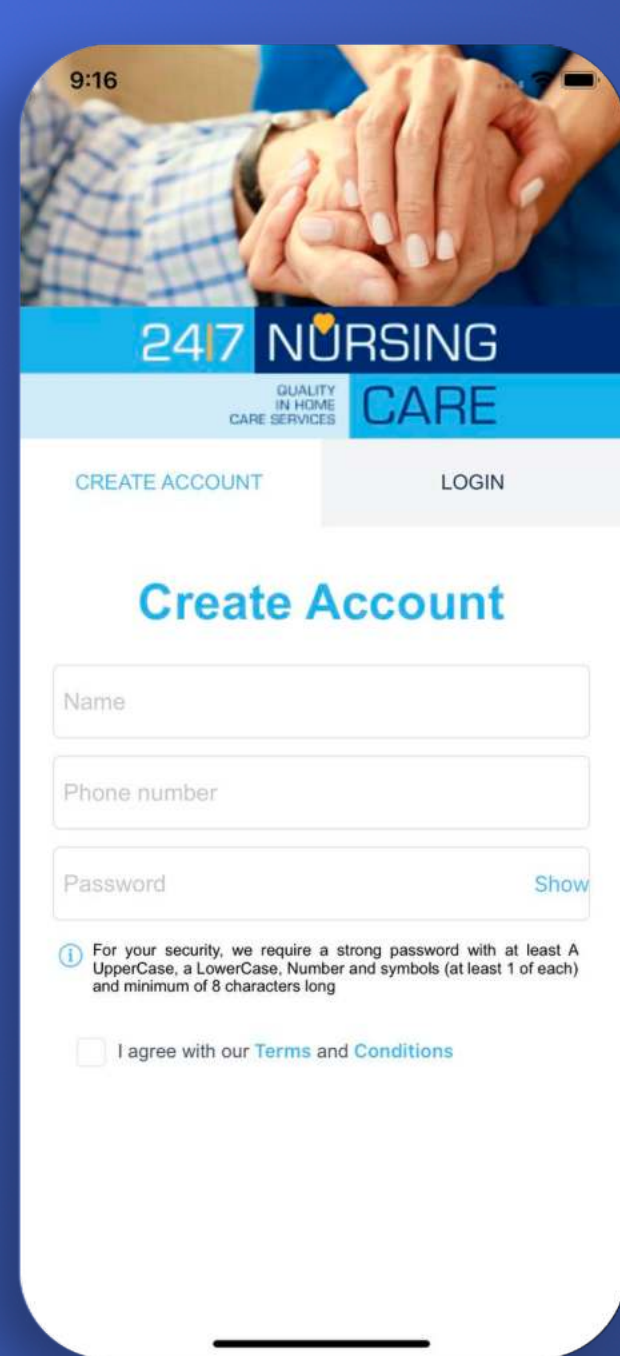 9:16
24|7 NURSING
QUALITY
IN HOME
CARE SERVICES
CARE
CREATE ACCOUNT
LOGIN
Create Account
Name
Phone number
Password
Show
For your security, we require a strong password with at least A
UpperCase, a LowerCase, Number and symbols (at least 1 of each)
and minimum of 8 characters long
I agree with our Terms and Conditions